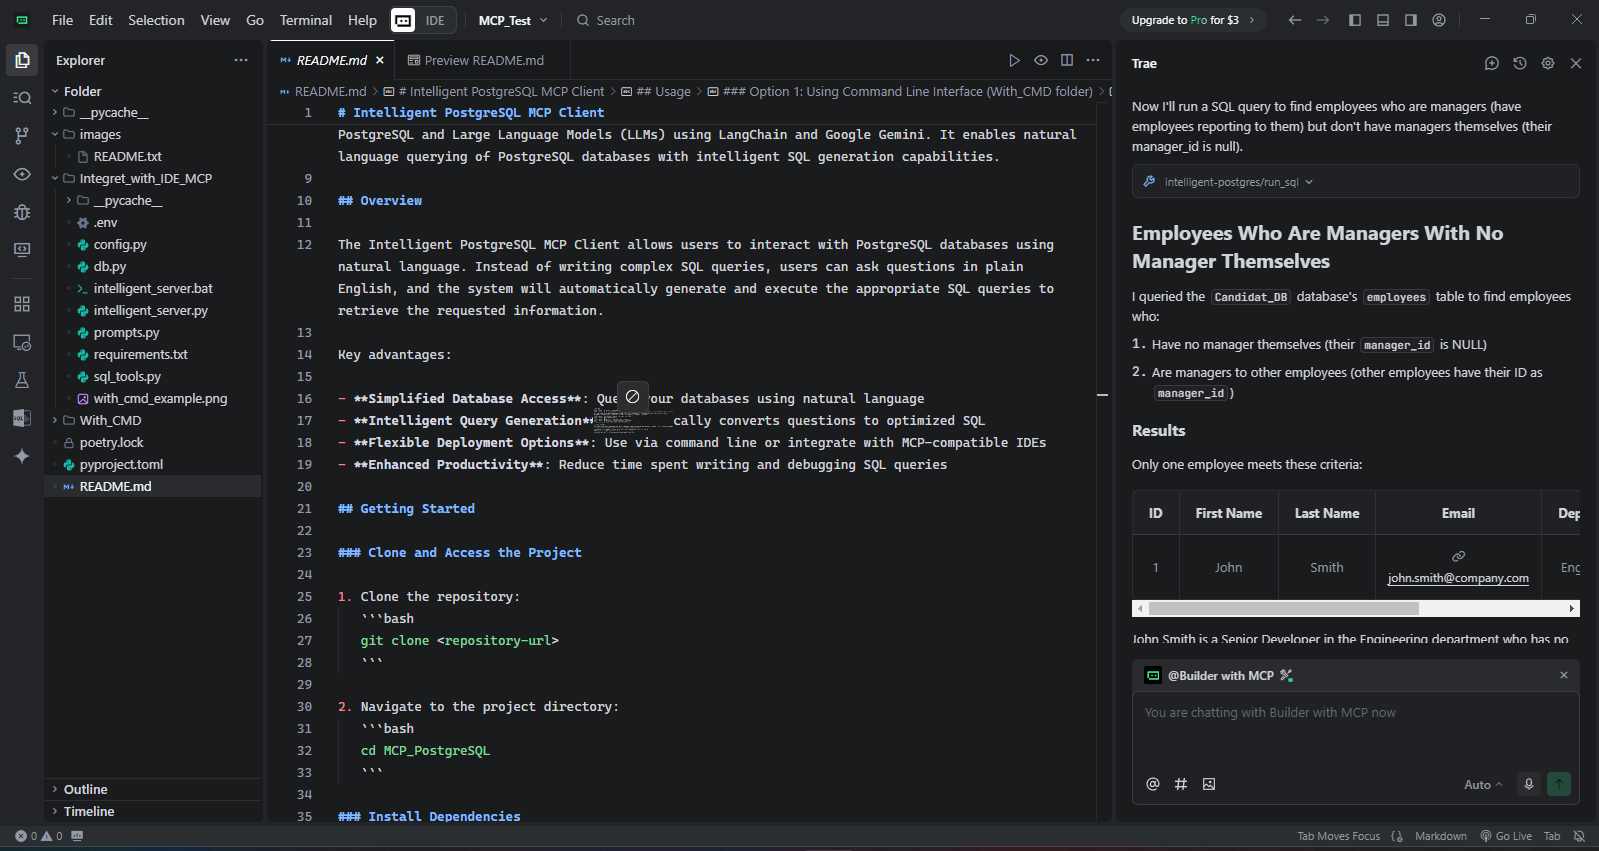 File Edit Selection View Go Terminal Help IDE MCP_Test Search Upgrade to Pro for $3
Explorer
Folder
__pycache__
images
README.txt
Integret_with_IDE_MCP
__pycache__
.env
config.py
db.py
intelligent_server.bat
intelligent_server.py
prompts.py
requirements.txt
sql_tools.py
with_cmd_example.png
With_CMD
poetry.lock
pyproject.toml
README.md
Outline
Timeline
README.md Preview README.md
README.md > # Intelligent PostgreSQL MCP Client > ## Usage > ### Option 1: Using Command Line Interface (With_CMD folder) >
1 # Intelligent PostgreSQL MCP Client
PostgreSQL and Large Language Models (LLMs) using LangChain and Google Gemini. It enables natural
language querying of PostgreSQL databases with intelligent SQL generation capabilities.
9
10 ## Overview
11
12 The Intelligent PostgreSQL MCP Client allows users to interact with PostgreSQL databases using
natural language. Instead of writing complex SQL queries, users can ask questions in plain
English, and the system will automatically generate and execute the appropriate SQL queries to
retrieve the requested information.
13
14 Key advantages:
15
16 - **Simplified Database Access**: your databases using natural language
17 - **Intelligent Query Generation** cally converts questions to optimized SQL
18 - **Flexible Deployment Options**: Use via command line or integrate with MCP-compatible IDEs
19 - **Enhanced Productivity**: Reduce time spent writing and debugging SQL queries
20
21 ## Getting Started
22
23 ### Clone and Access the Project
24
25 1. Clone the repository:
26 ```bash
27 git clone <repository-url>
28 ```
29
30 2. Navigate to the project directory:
31 ```bash
32 cd MCP_PostgreSQL
33 ```
34
35 ### Install Dependencies
Trae
Now I'll run a SQL query to find employees who are managers (have
employees reporting to them) but don't have managers themselves (their
manager_id is null).
intelligent-postgres/run_sql
Employees Who Are Managers With No
Manager Themselves
I queried the Candidat_DB database's employees table to find employees
who:
1. Have no manager themselves (their manager_id is NULL)
2. Are managers to other employees (other employees have their ID as
manager_id )
Results
Only one employee meets these criteria:
ID First Name Last Name Email Dep
1 John Smith john.smith@company.com Eng
John Smith is a Senior Developer in the Engineering department who has no
@Builder with MCP
You are chatting with Builder with MCP now
Auto
0 0 Tab Moves Focus Markdown Go Live Tab